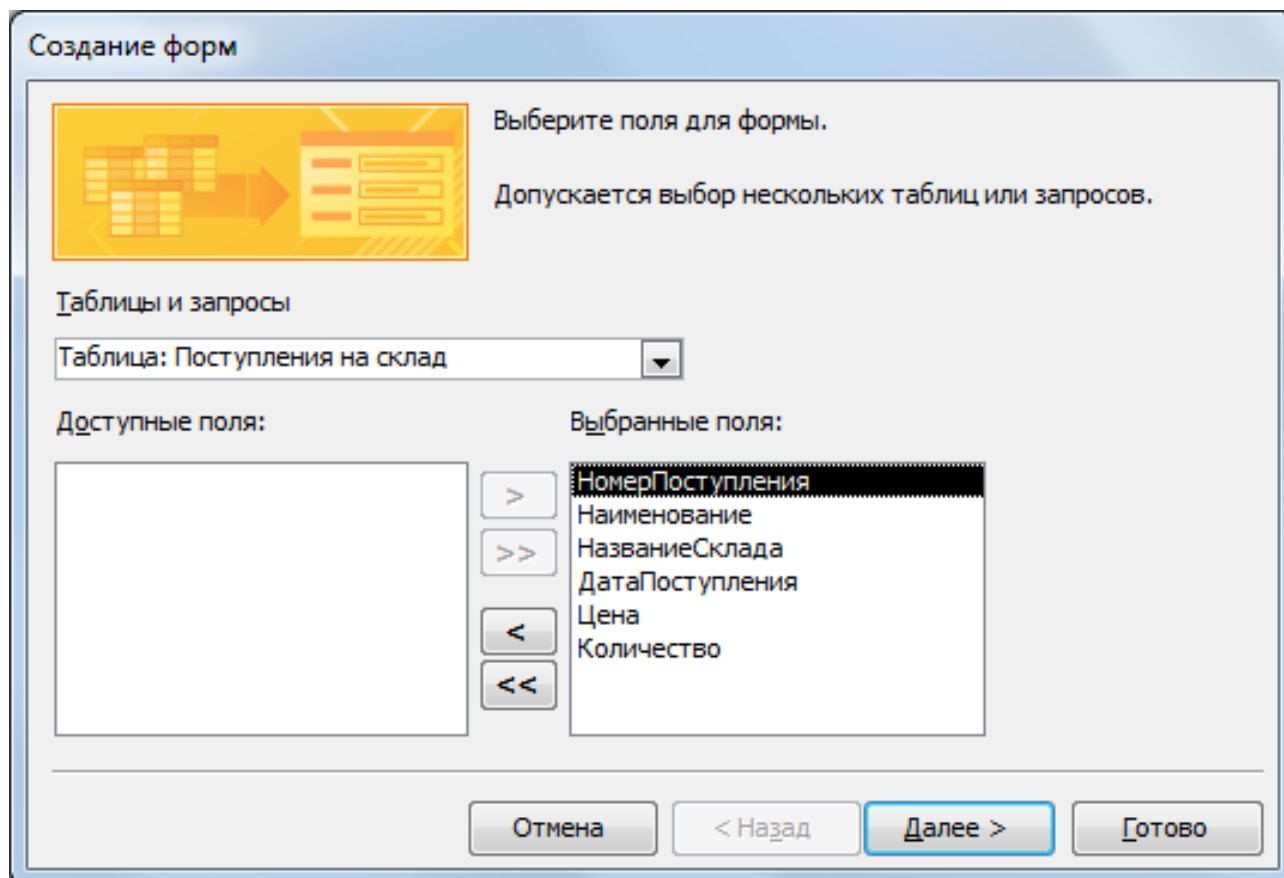 Создание форм
Выберите поля для формы.
Допускается выбор нескольких таблиц или запросов.
Таблицы и запросы
Таблица: Поступления на склад
Доступные поля:
Выбранные поля:
>
>>
<
<<
НомерПоступления
Наименование
НазваниеСклада
ДатаПоступления
Цена
Количество
Отмена
< Назад
Далее >
Готово